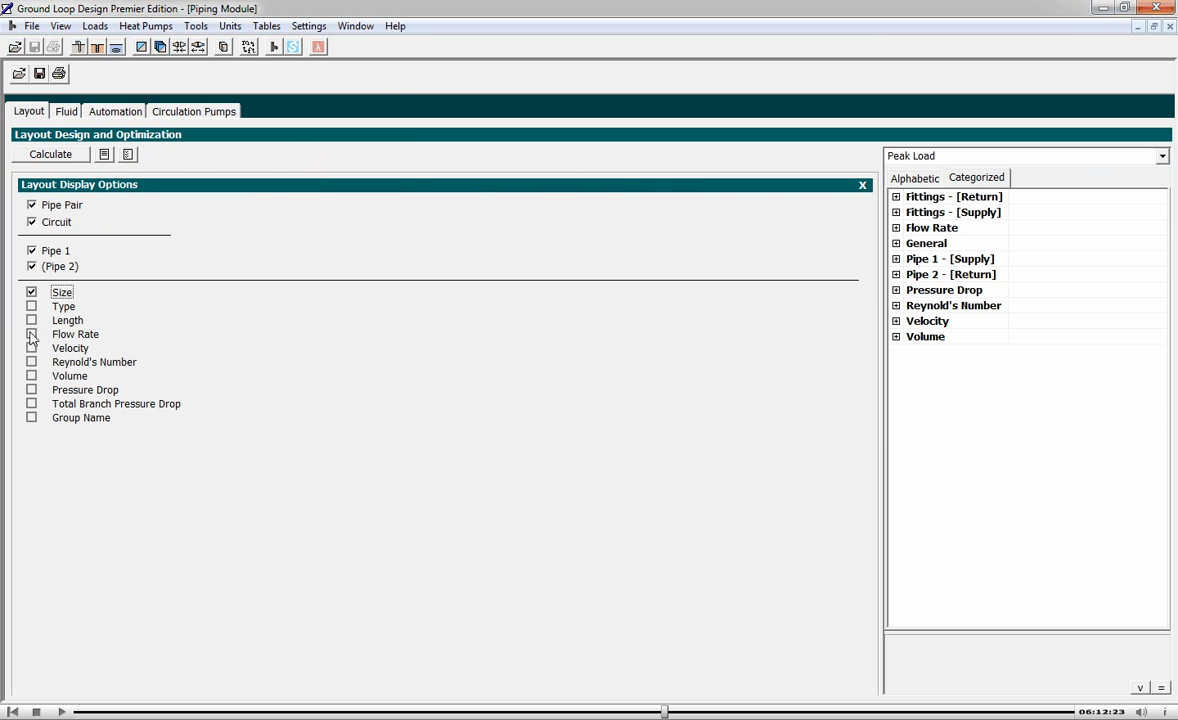 Ground Loop Design Premier Edition - [Piping Module]
File View Loads Heat Pumps Tools Units Tables Settings Window Help
Layout Fluid Automation Circulation Pumps
Layout Design and Optimization
Calculate
Peak Load
Alphabetic Categorized
Layout Display Options X
Pipe Pair
Circuit
Pipe 1
(Pipe 2)
Size
Type
Length
Flow Rate
Velocity
Reynold's Number
Volume
Pressure Drop
Total Branch Pressure Drop
Group Name
Fittings - [Return]
Fittings - [Supply]
Flow Rate
General
Pipe 1 - [Supply]
Pipe 2 - [Return]
Pressure Drop
Reynold's Number
Velocity
Volume
v =
06:12:23